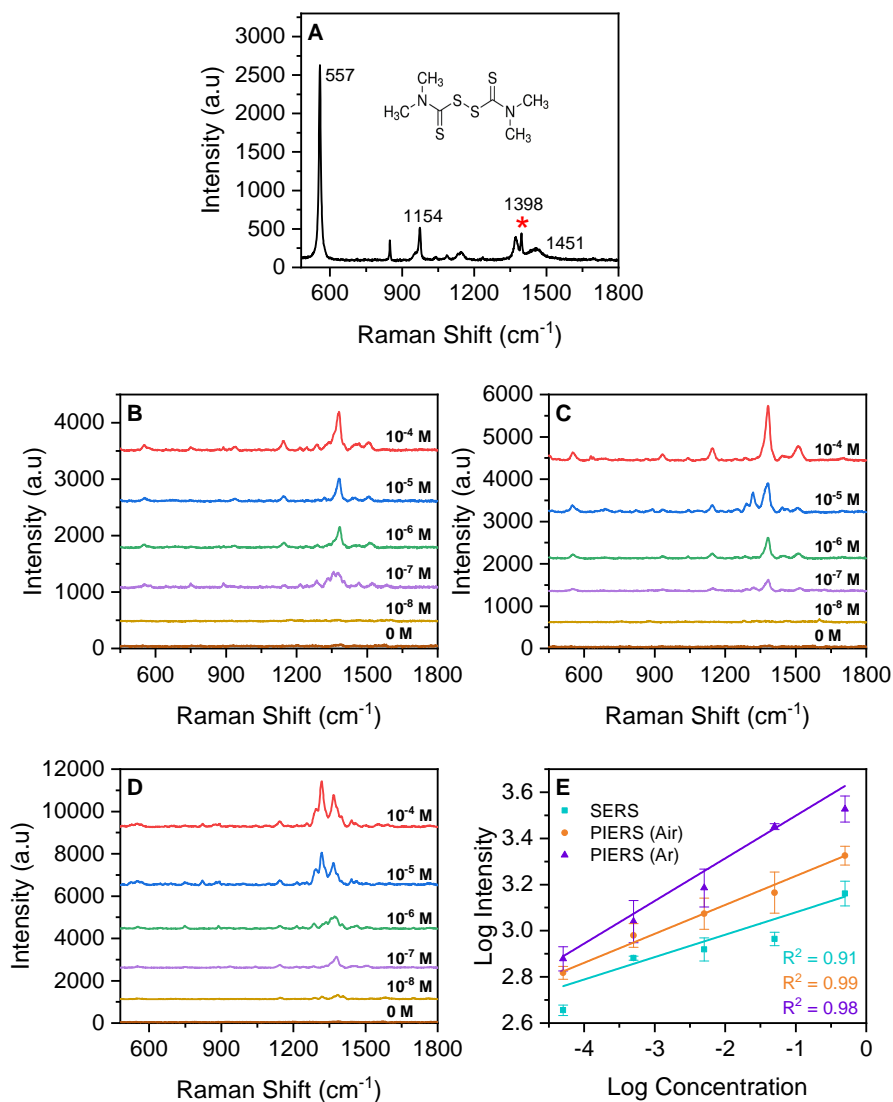 A
3000
2500
2000
1500
1000
500
0
Intensity (a.u)
557
CH₃
H₃C
N
S
S
S
S
N
CH₃
CH₃
1154
1398
*
1451
600 900 1200 1500 1800
Raman Shift (cm⁻¹)
B
4000
3000
2000
1000
0
Intensity (a.u)
10⁻⁴ M
10⁻⁵ M
10⁻⁶ M
10⁻⁷ M
10⁻⁸ M
0 M
600 900 1200 1500 1800
Raman Shift (cm⁻¹)
C
6000
5000
4000
3000
2000
1000
0
Intensity (a.u)
10⁻⁴ M
10⁻⁵ M
10⁻⁶ M
10⁻⁷ M
10⁻⁸ M
0 M
600 900 1200 1500 1800
Raman Shift (cm⁻¹)
D
12000
10000
8000
6000
4000
2000
0
Intensity (a.u)
10⁻⁴ M
10⁻⁵ M
10⁻⁶ M
10⁻⁷ M
10⁻⁸ M
0 M
600 900 1200 1500 1800
Raman Shift (cm⁻¹)
E
3.6
3.4
3.2
3.0
2.8
2.6
Log Intensity
SERS
PIERS (Air)
PIERS (Ar)
R² = 0.91
R² = 0.99
R² = 0.98
-4 -3 -2 -1 0
Log Concentration